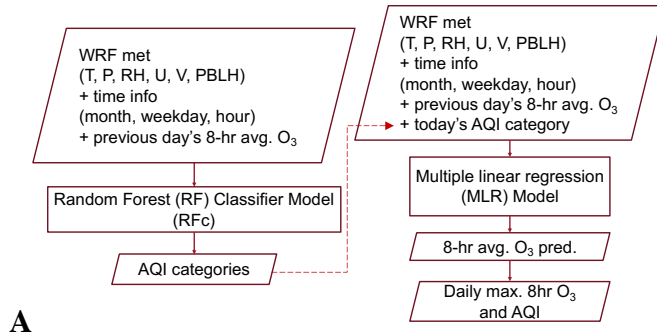 WRF met
(T, P, RH, U, V, PBLH)
+ time info
(month, weekday, hour)
+ previous day's 8-hr avg. O₃
Random Forest (RF) Classifier Model
(RFc)
AQI categories
WRF met
(T, P, RH, U, V, PBLH)
+ time info
(month, weekday, hour)
+ previous day's 8-hr avg. O₃
+ today's AQI category
Multiple linear regression
(MLR) Model
8-hr avg. O₃ pred.
Daily max. 8hr O₃
and AQI
A